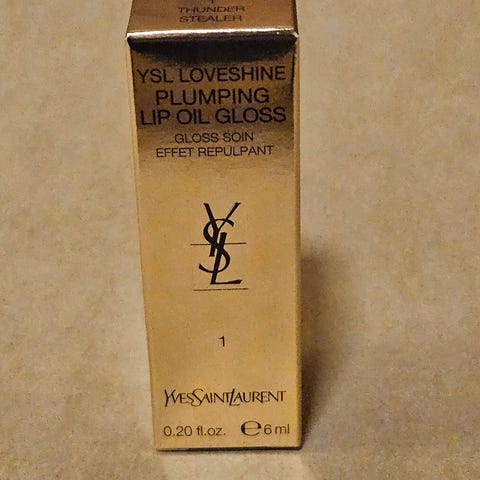 1
THUNDER
STEALER
YSL LOVESHINE
PLUMPING
LIP OIL GLOSS
GLOSS SOIN
EFFET REPULPANT
YSL
1
YVESSAINTLAURENT
0.20 fl.oz. ℮6 ml